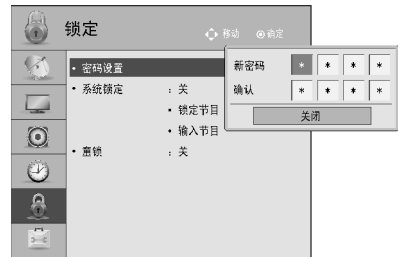 锁定
移动 确定
• 密码设置
• 系统锁定 ：关
• 锁定节目
• 输入节目
• 童锁 ：关
新密码 * * * *
确认 * * * *
关闭